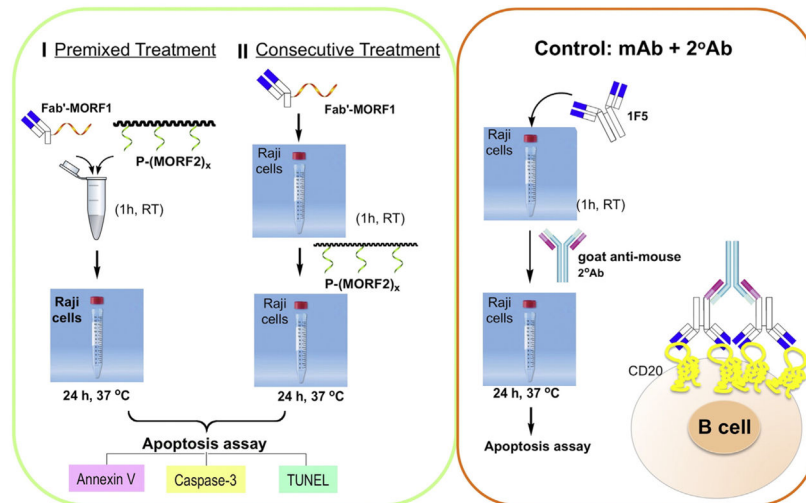 I Premixed Treatment
Fab'-MORF1
P-(MORF2)x
(1h, RT)
Raji
cells
24 h, 37 °C
II Consecutive Treatment
Fab'-MORF1
Raji
cells
(1h, RT)
P-(MORF2)x
Raji
cells
24 h, 37 °C
Apoptosis assay
Annexin V
Caspase-3
TUNEL
Control: mAb + 2°Ab
1F5
Raji
cells
(1h, RT)
goat anti-mouse
2°Ab
Raji
cells
24 h, 37 °C
Apoptosis assay
CD20
B cell